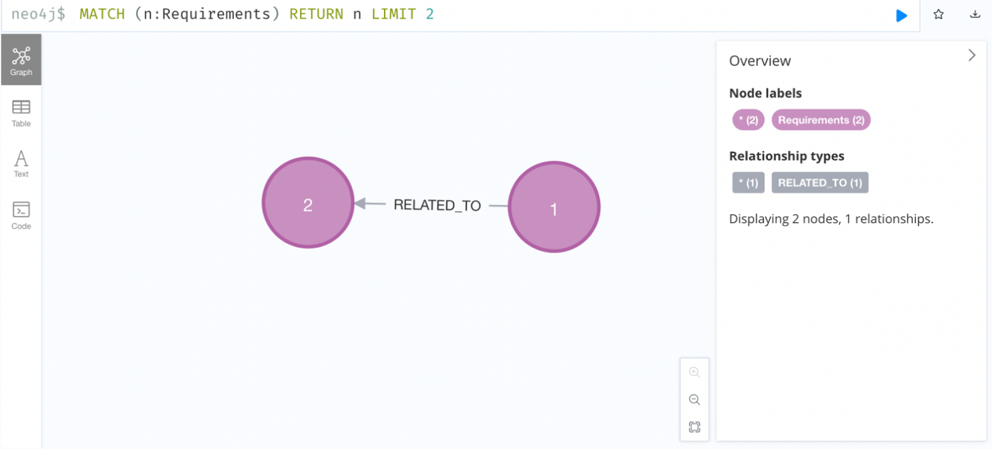 neo4j$ MATCH (n:Requirements) RETURN n LIMIT 2
Graph
Table
A
Text
Code
2
RELATED_TO
1
Overview
Node labels
* (2) Requirements (2)
Relationship types
* (1) RELATED_TO (1)
Displaying 2 nodes, 1 relationships.